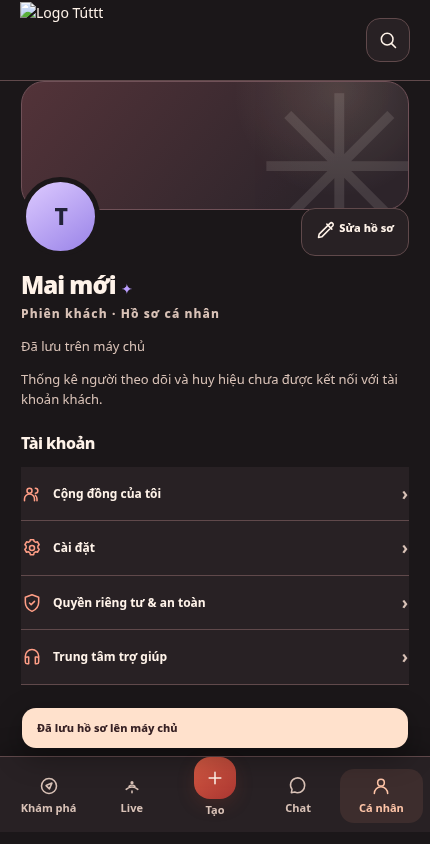 Logo Túttt
T
Sửa hồ sơ
Mai mới
Phiên khách · Hồ sơ cá nhân
Đã lưu trên máy chủ
Thống kê người theo dõi và huy hiệu chưa được kết nối với tài
khoản khách.
Tài khoản
Cộng đồng của tôi
Cài đặt
Quyền riêng tư & an toàn
Trung tâm trợ giúp
Đã lưu hồ sơ lên máy chủ
Khám phá
Live
Tạo
Chat
Cá nhân